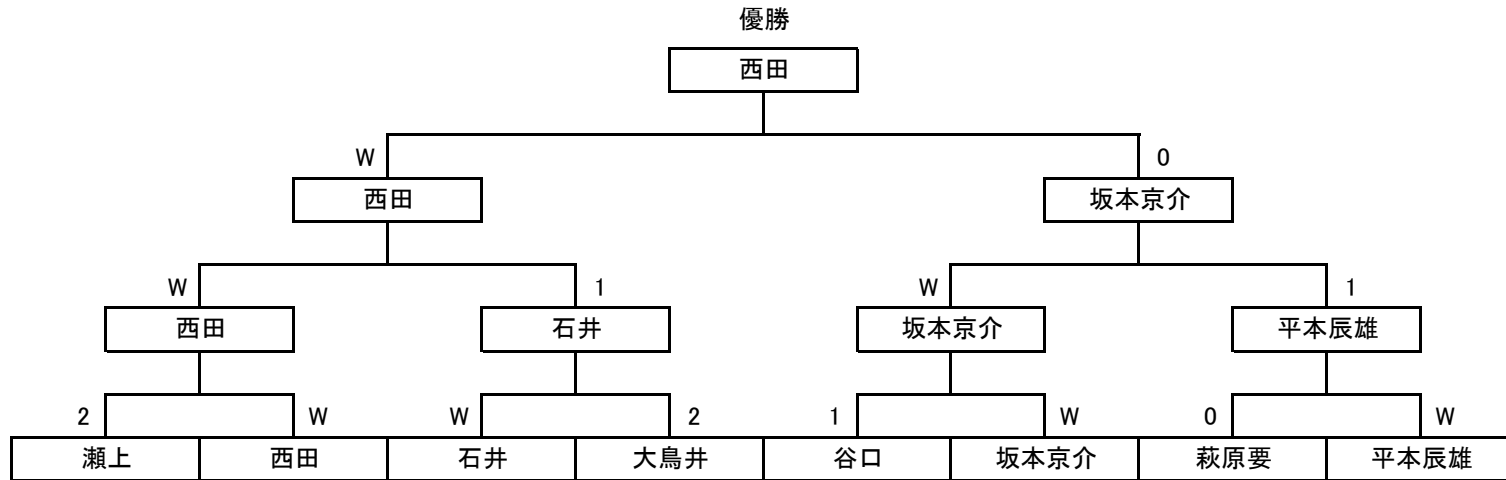 優勝
西田
W 0
西田 坂本京介
W 1 W 1
西田 石井 坂本京介 平本辰雄
2 W W 2 1 W 0 W
瀬上 西田 石井 大鳥井 谷口 坂本京介 萩原要 平本辰雄